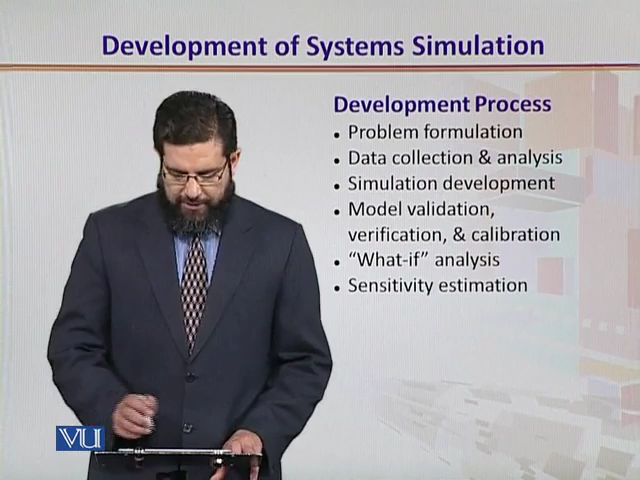 Development of Systems Simulation
Development Process
• Problem formulation
• Data collection & analysis
• Simulation development
• Model validation,
verification, & calibration
• “What-if” analysis
• Sensitivity estimation
VU